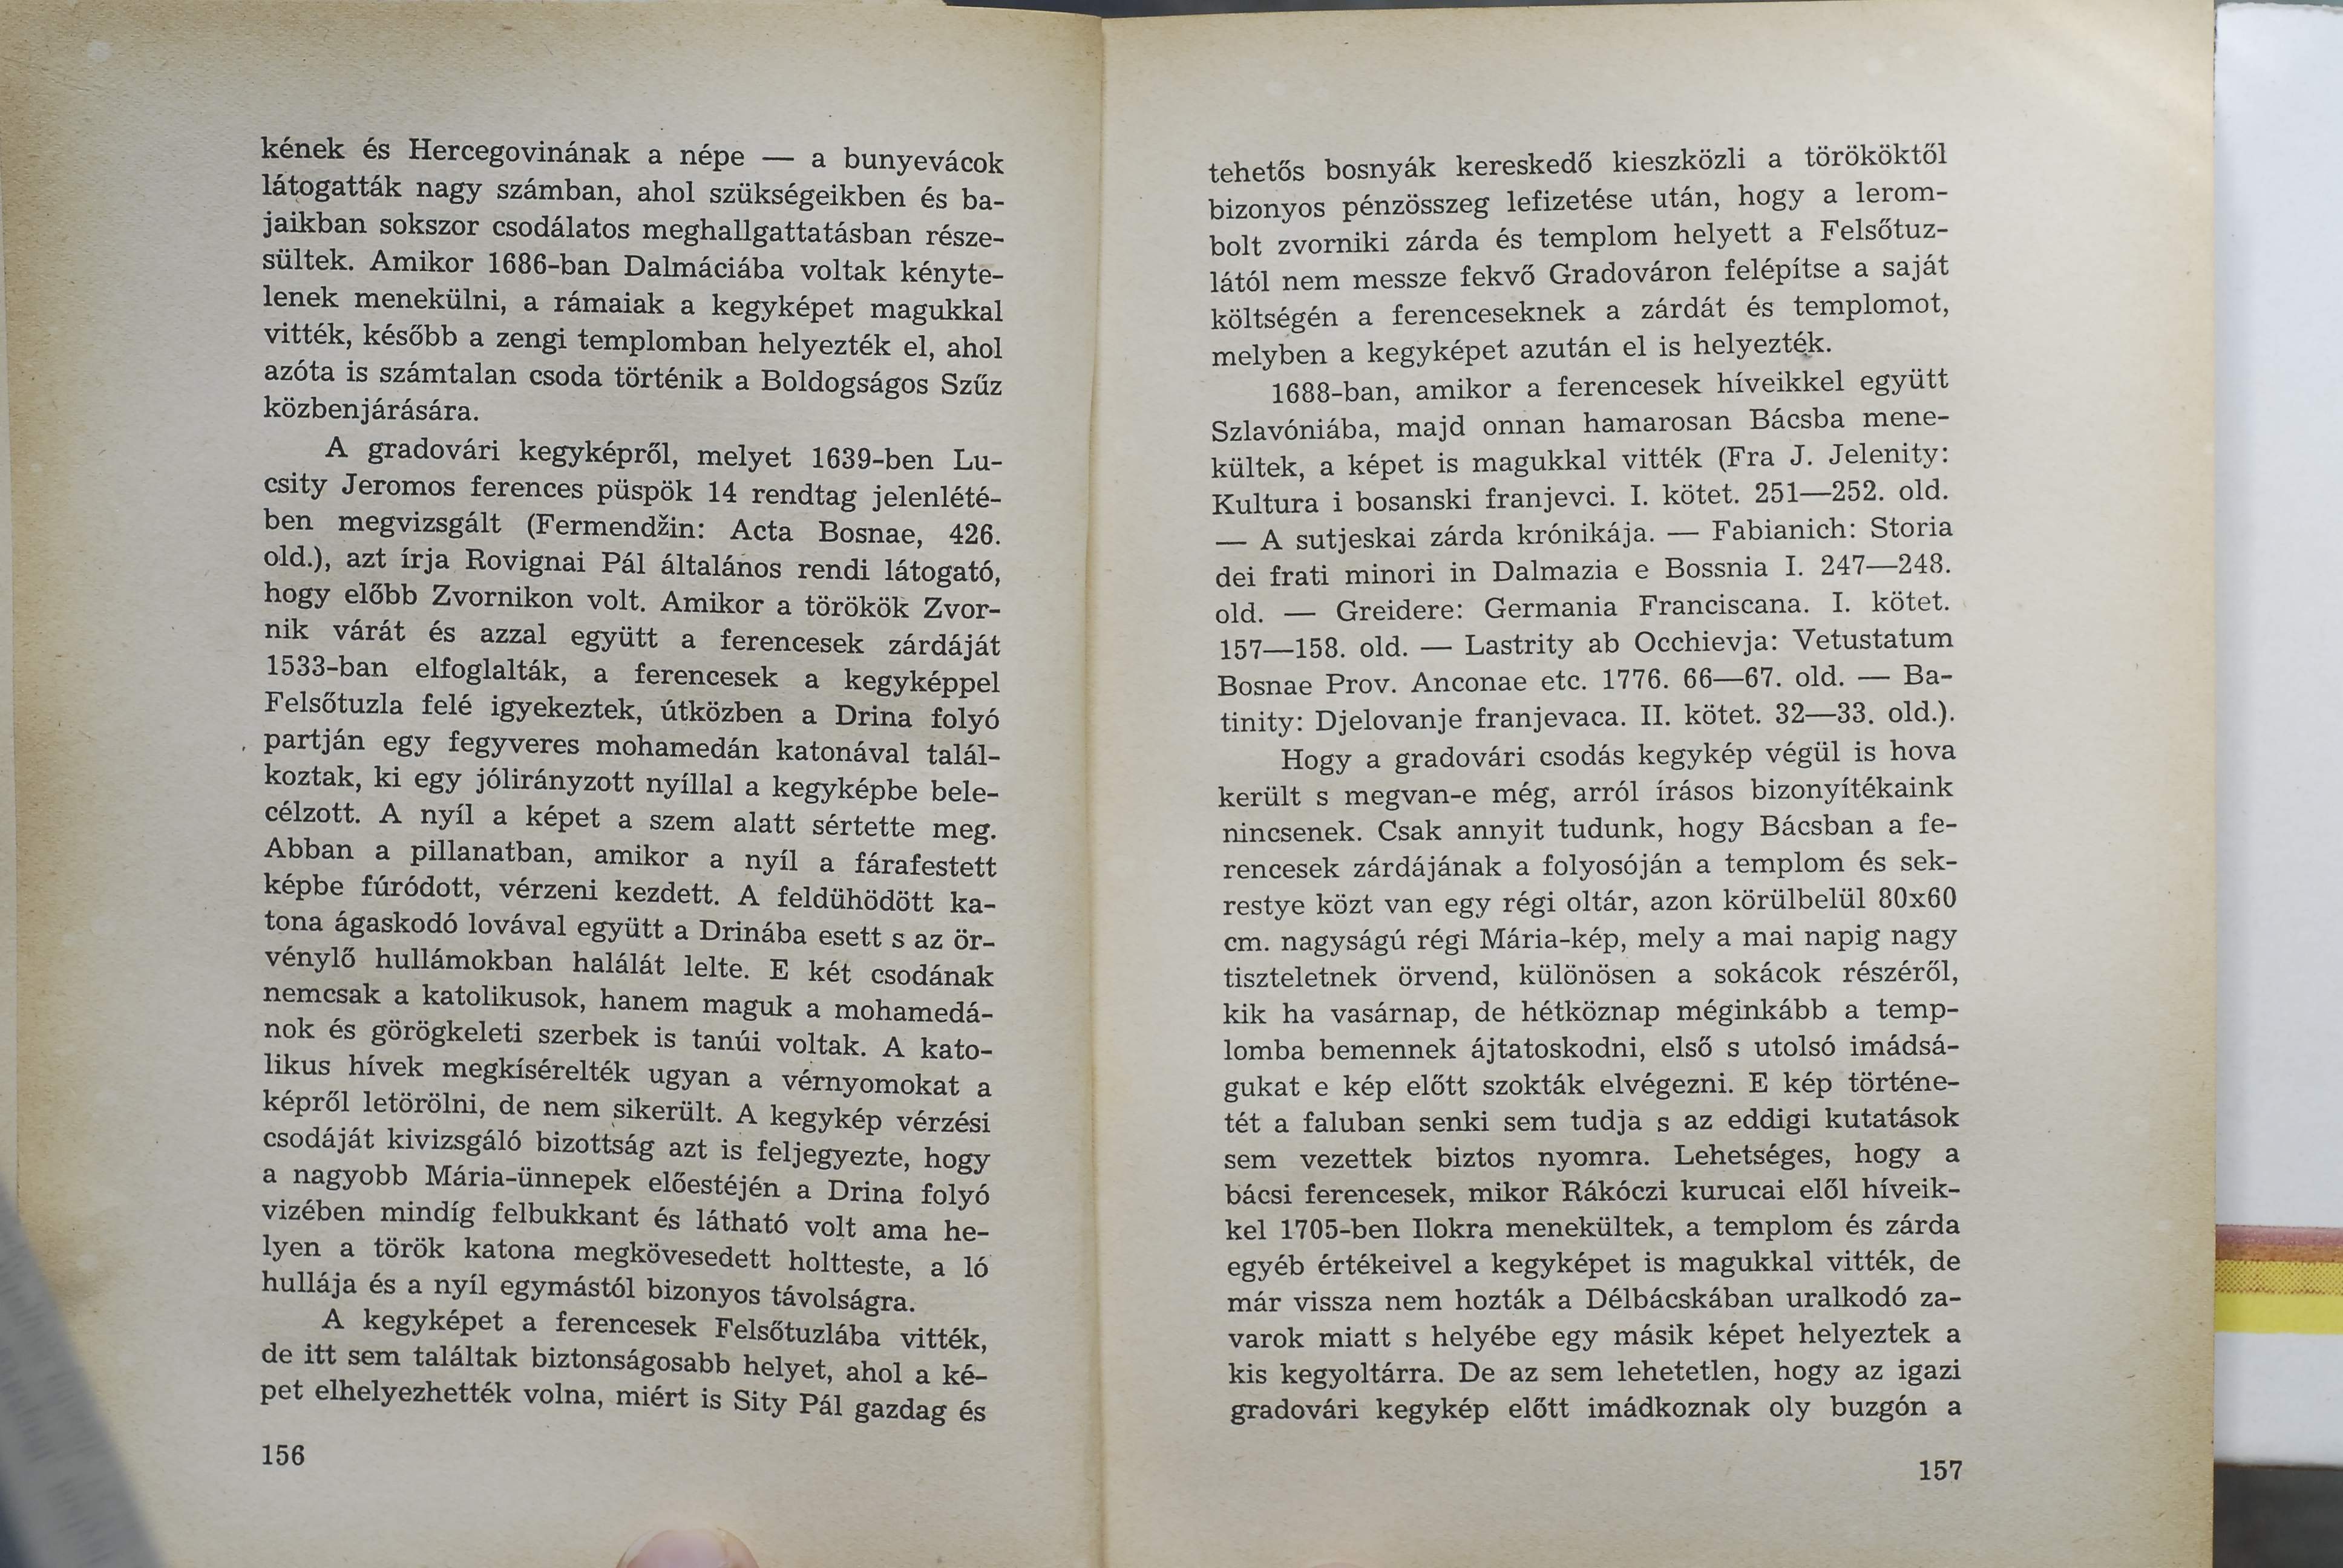 kének és Hercegovinának a népe — a bunyevácok
látogatták nagy számban, ahol szükségeikben és ba-
jaikban sokszor csodálatos meghallgattatásban része-
sültek. Amikor 1686-ban Dalmáciába voltak kényte-
lenek menekülni, a rámaiak a kegyképet magukkal
vitték, később a zengi templomban helyezték el, ahol
azóta is számtalan csoda történik a Boldogságos Szűz
közbenjárására.
A gradovári kegyképről, melyet 1639-ben Lu-
csity Jeromos ferences püspök 14 rendtag jelenlété-
ben megvizsgált (Fermendžin: Acta Bosnae, 426.
old.), azt írja Rovignai Pál általános rendi látogató,
hogy előbb Zvornikon volt. Amikor a törökök Zvor-
nik várát és azzal együtt a ferencesek zárdáját
1533-ban elfoglalták, a ferencesek a kegyképpel
Felsőtuzla felé igyekeztek, útközben a Drina folyó
partján egy fegyveres mohamedán katonával talál-
koztak, ki egy jólirányzott nyíllal a kegyképbe bele-
célzott. A nyíl a képet a szem alatt sértette meg.
Abban a pillanatban, amikor a nyíl a fárafestett
képbe fúródott, vérzeni kezdett. A feldühödött ka-
tona ágaskodó lovával együtt a Drinába esett s az ör-
vénylő hullámokban halálát lelte. E két csodának
nemcsak a katolikusok, hanem maguk a mohamedá-
nok és görögkeleti szerbek is tanúi voltak. A kato-
likus hívek megkísérelték ugyan a vérnyomokat a
képről letörölni, de nem sikerült. A kegykép vérzési
csodáját kivizsgáló bizottság azt is feljegyezte, hogy
a nagyobb Mária-ünnepek előestéjén a Drina folyó
vizében mindíg felbukkant és látható volt ama he-
lyen a török katona megkövesedett holtteste, a ló
hullája és a nyíl egymástól bizonyos távolságra.
A kegyképet a ferencesek Felsőtuzlába vitték,
de itt sem találtak biztonságosabb helyet, ahol a ké-
pet elhelyezhették volna, miért is Sity Pál gazdag és
156
tehetős bosnyák kereskedő kieszközli a törököktől
bizonyos pénzösszeg lefizetése után, hogy a lerom-
bolt zvorniki zárda és templom helyett a Felsőtuz-
lától nem messze fekvő Gradováron felépítse a saját
költségén a ferenceseknek a zárdát és templomot,
melyben a kegyképet azután el is helyezték.
1688-ban, amikor a ferencesek híveikkel együtt
Szlavóniába, majd onnan hamarosan Bácsba mene-
kültek, a képet is magukkal vitték (Fra J. Jelenity:
Kultura i bosanski franjevci. I. kötet. 251—252. old.
— A sutjeskai zárda krónikája. — Fabianich: Storia
dei frati minori in Dalmazia e Bossnia I. 247—248.
old. — Greidere: Germania Franciscana. I. kötet.
157—158. old. — Lastrity ab Occhievja: Vetustatum
Bosnae Prov. Anconae etc. 1776. 66—67. old. — Ba-
tinity: Djelovanje franjevaca. II. kötet. 32—33. old.).
Hogy a gradovári csodás kegykép végül is hova
került s megvan-e még, arról írásos bizonyítékaink
nincsenek. Csak annyit tudunk, hogy Bácsban a fe-
rencesek zárdájának a folyosóján a templom és sek-
restye közt van egy régi oltár, azon körülbelül 80x60
cm. nagyságú régi Mária-kép, mely a mai napig nagy
tiszteletnek örvend, különösen a sokácok részéről,
kik ha vasárnap, de hétköznap méginkább a temp-
lomba bemennek ájtatoskodni, első s utolsó imádsá-
gukat e kép előtt szokták elvégezni. E kép történe-
tét a faluban senki sem tudja s az eddigi kutatások
sem vezettek biztos nyomra. Lehetséges, hogy a
bácsi ferencesek, mikor Rákóczi kurucai elől híveik-
kel 1705-ben Ilokra menekültek, a templom és zárda
egyéb értékeivel a kegyképet is magukkal vitték, de
már vissza nem hozták a Délbácskában uralkodó za-
varok miatt s helyébe egy másik képet helyeztek a
kis kegyoltárra. De az sem lehetetlen, hogy az igazi
gradovári kegykép előtt imádkoznak oly buzgón a
157